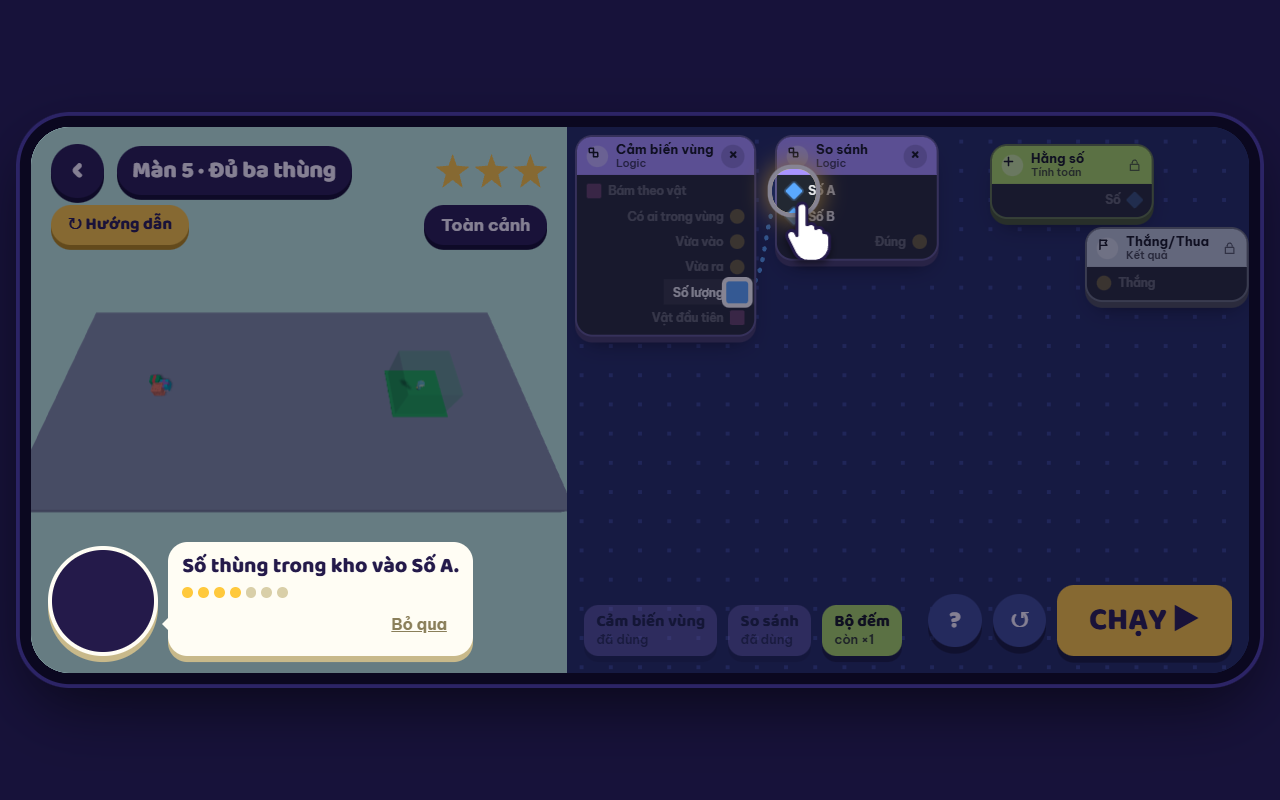 Màn 5 • Đủ ba thùng
Hướng dẫn
Toàn cảnh
Số thùng trong kho vào Số A.
Bỏ qua
Cảm biến vùng
Logic
Bám theo vật
Có ai trong vùng
Vừa vào
Vừa ra
Số lượng
Vật đầu tiên
So sánh
Logic
Số A
Số B
Đúng
Hằng số
Tính toán
Số
Thắng/Thua
Kết quả
Thắng
Cảm biến vùng
đã dùng
So sánh
đã dùng
Bộ đếm
còn ×1
?
CHẠY